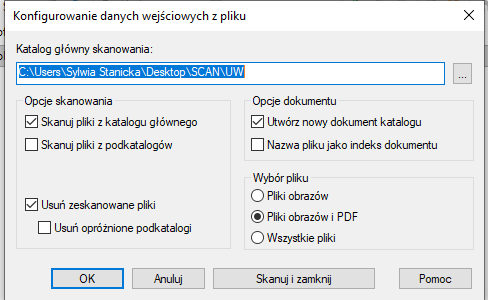 Konfigurowanie danych wejściowych z pliku
Katalog główny skanowania:
C:\Users\Sylwia Stanicka\Desktop\SCAN\UW
...
Opcje skanowania
Skanuj pliki z katalogu głównego
Skanuj pliki z podkatalogów
Usuń zeskanowane pliki
Usun opróżnione podkatalogi
Opcje dokumentu
Utwórz nowy dokument katalogu
Nazwa pliku jako indeks dokumentu
Wybór pliku
Pliki obrazów
Pliki obrazów i PDF
Wszystkie pliki
OK
Anuluj
Skanuj i zamknij
Pomoc